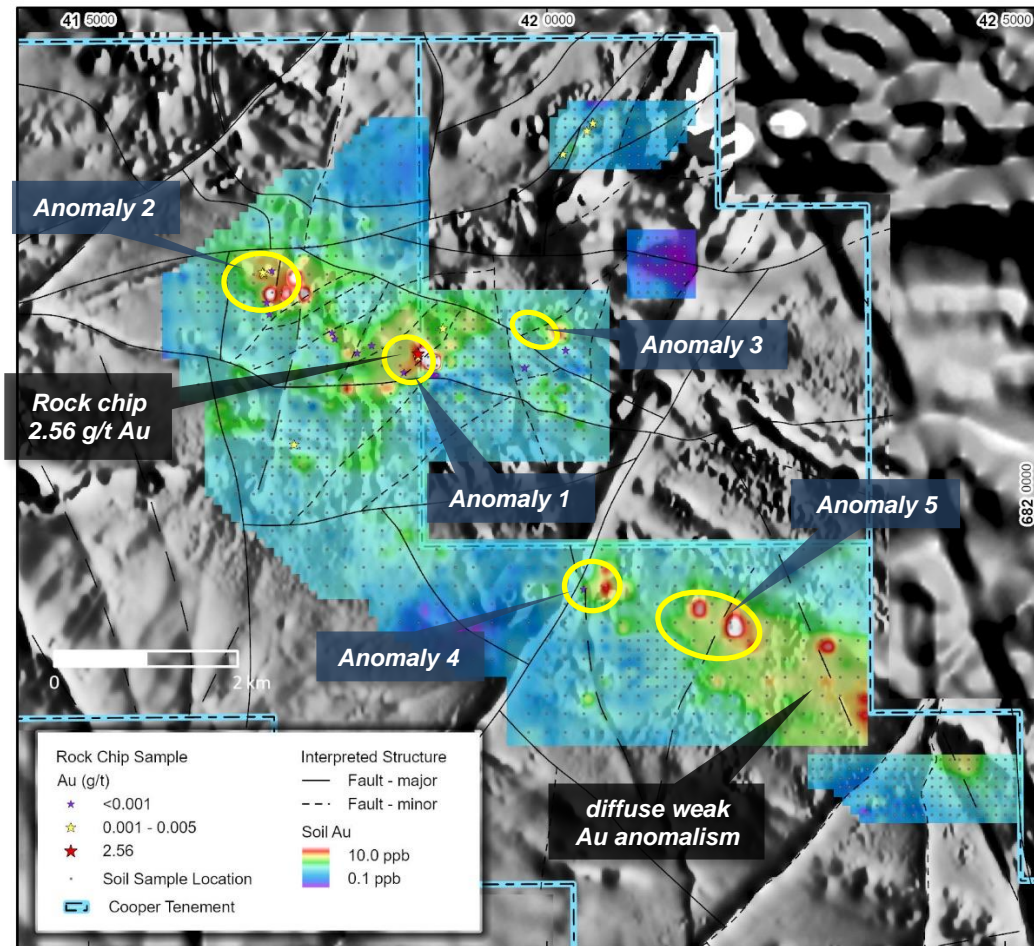 41 5000
42 0000
42 5000
Anomaly 2
Anomaly 3
Rock chip
2.56 g/t Au
Anomaly 1
Anomaly 5
682 0000
Anomaly 4
0 2 km
diffuse weak
Au anomalism
Rock Chip Sample
Au (g/t)
<0.001
0.001 - 0.005
2.56
Soil Sample Location
Cooper Tenement
Interpreted Structure
Fault - major
Fault - minor
Soil Au
10.0 ppb
0.1 ppb